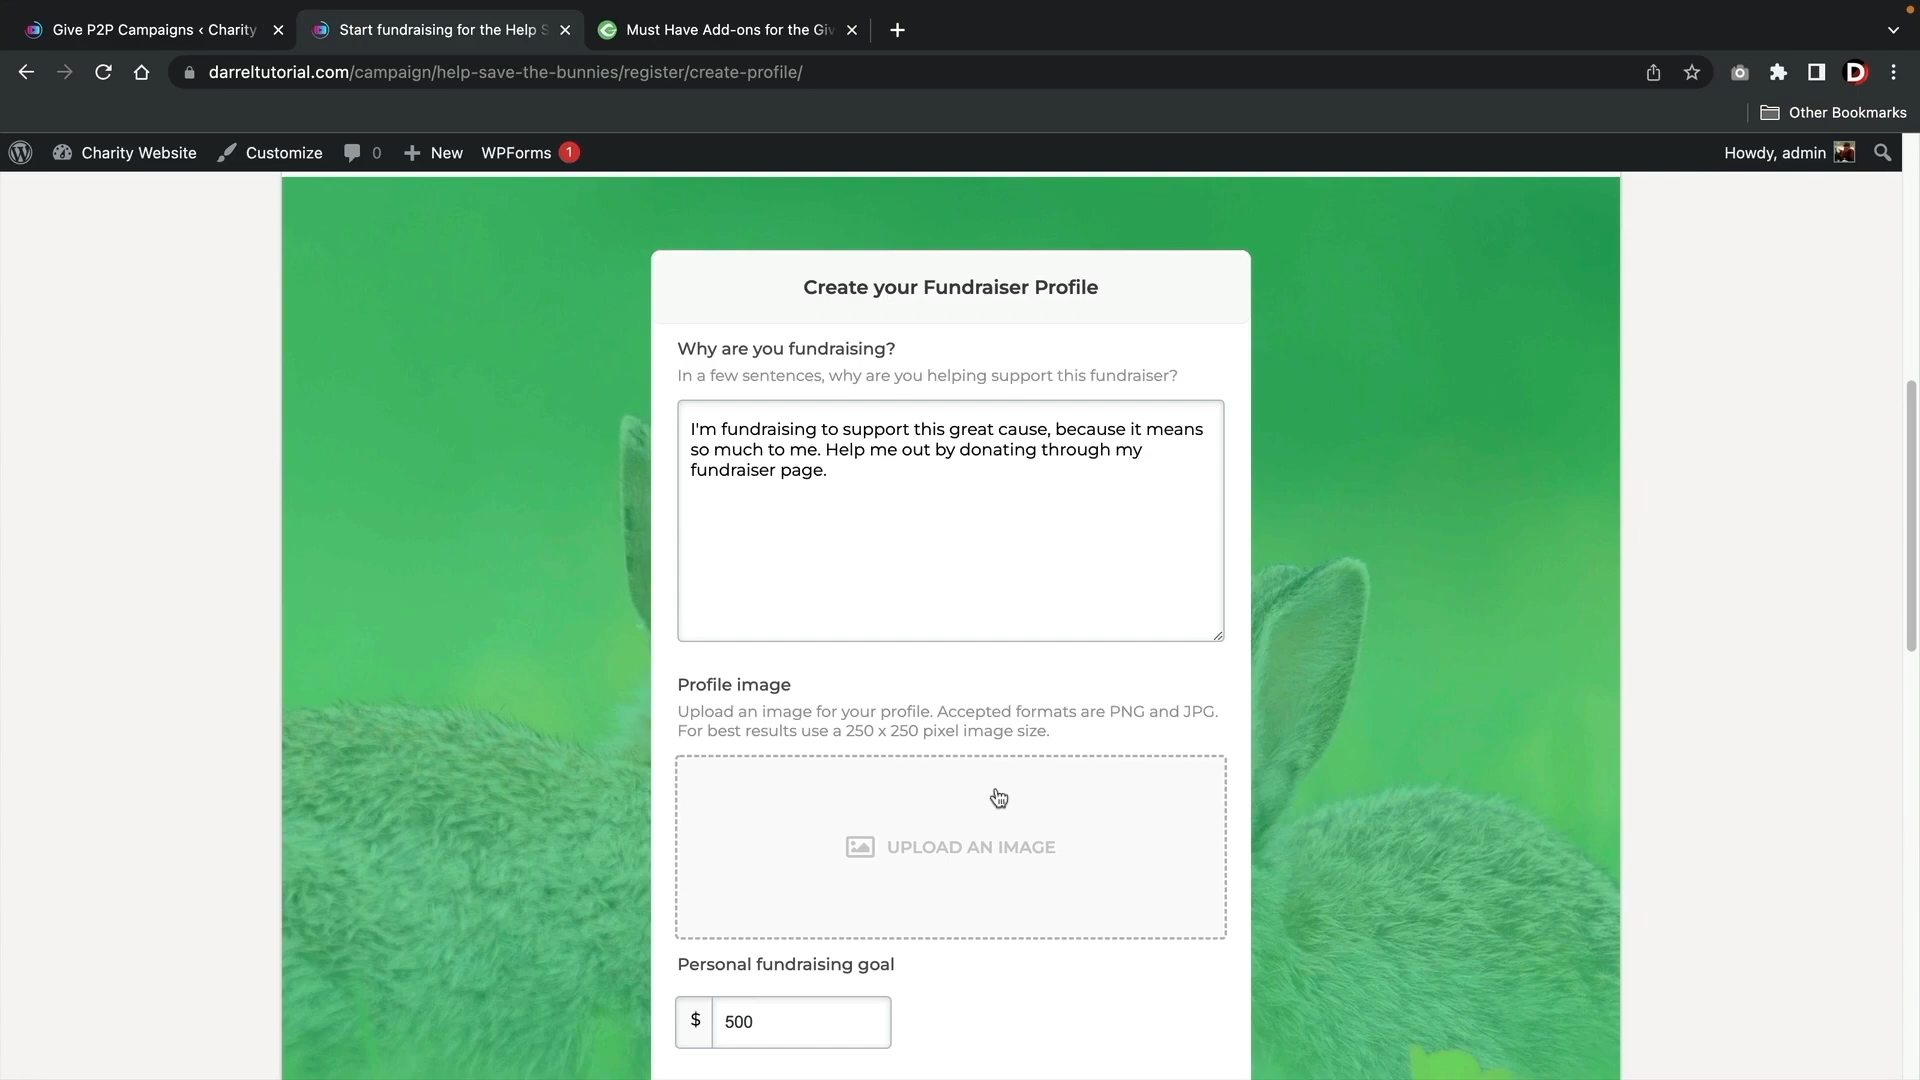 Give P2P Campaigns ‹ Charity
Start fundraising for the Help S
Must Have Add-ons for the Giv
darreltutorial.com/campaign/help-save-the-bunnies/register/create-profile/
D
Other Bookmarks
Charity Website
Customize
0
New
WPForms 1
Howdy, admin
Create your Fundraiser Profile
Why are you fundraising?
In a few sentences, why are you helping support this fundraiser?
I'm fundraising to support this great cause, because it means
so much to me. Help me out by donating through my
fundraiser page.
Profile image
Upload an image for your profile. Accepted formats are PNG and JPG.
For best results use a 250 x 250 pixel image size.
UPLOAD AN IMAGE
Personal fundraising goal
$ 500